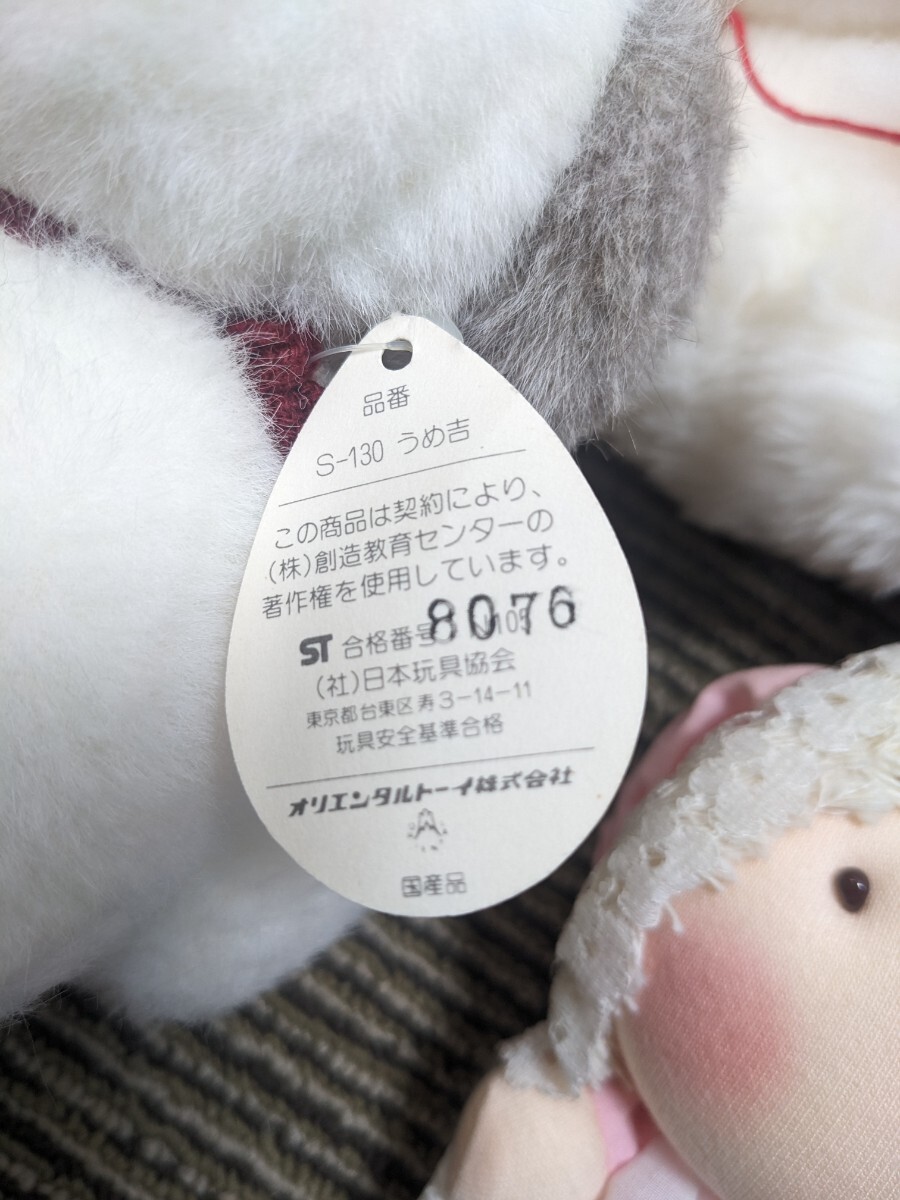 品番
S-130 うめ吉
この商品は契約により、
(株)創造教育センターの
著作権を使用しています。
ST 合格番号 8076
(社)日本玩具協会
東京都台東区寿3-14-11
玩具安全基準合格
オリエンタルトーイ株式会社
国産品